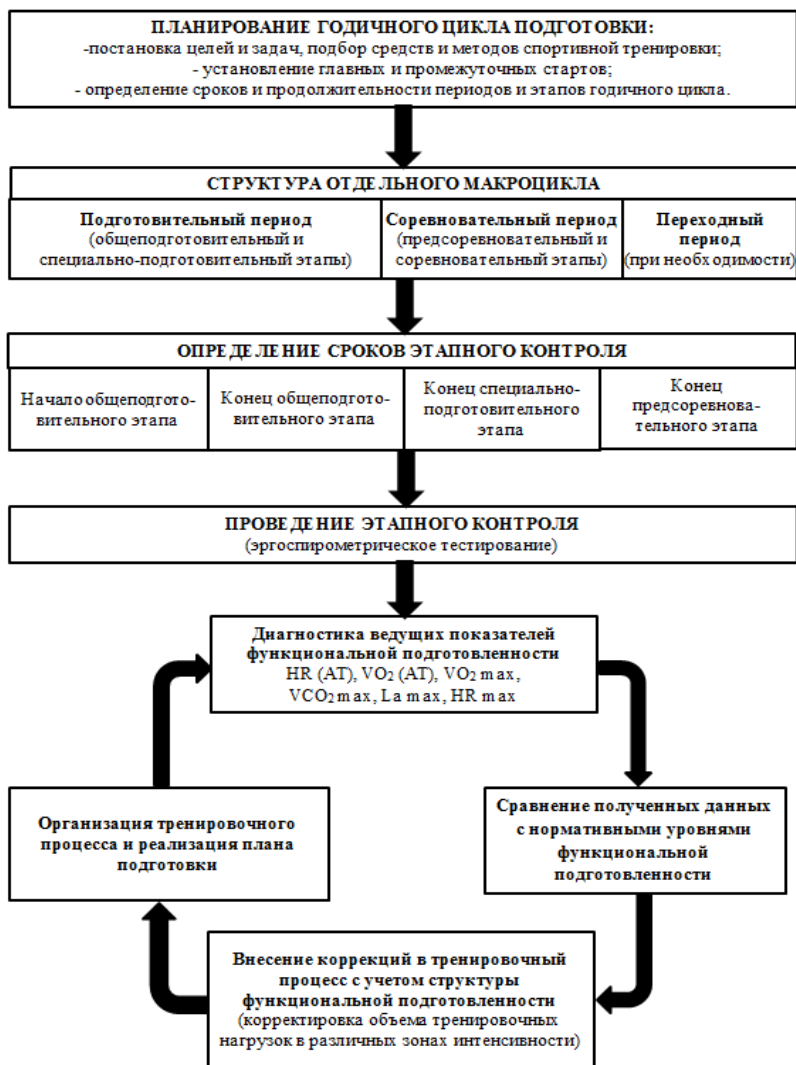 ПЛАНИРОВАНИЕ ГОДИЧНОГО ЦИКЛА ПОДГОТОВКИ:
-постановка целей и задач, подбор средств и методов спортивной тренировки;
- установление главных и промежуточных стартов;
- определение сроков и продолжительности периодов и этапов годичного цикла.
СТРУКТУРА ОТДЕЛЬНОГО МАКРОЦИКЛА
Подготовительный период
(общеподготовительный и
специально-подготовительный этапы)
Соревновательный период
(предсоревновательный и
соревновательный этапы)
Переходный
период
(при необходимости)
ОПРЕДЕЛЕНИЕ СРОКОВ ЭТАПНОГО КОНТРОЛЯ
Начало общеподгото-
вительного этапа
Конец общеподгото-
вительного этапа
Конец специально-
подготовительного
этапа
Конец
предсоревнова-
тельного этапа
ПРОВЕДЕНИЕ ЭТАПНОГО КОНТРОЛЯ
(эргоспирометрическое тестирование)
Диагностика ведущих показателей
функциональной подготовленности
HR (AT), VO₂ (AT), VO₂ max,
VCO₂ max, La max, HR max
Сравнение полученных данных
с нормативными уровнями
функциональной
подготовленности
Внесение коррекций в тренировочный
процесс с учетом структуры
функциональной подготовленности
(корректировка объема тренировочных
нагрузок в различных зонах интенсивности)
Организация тренировочного
процесса и реализация плана
подготовки